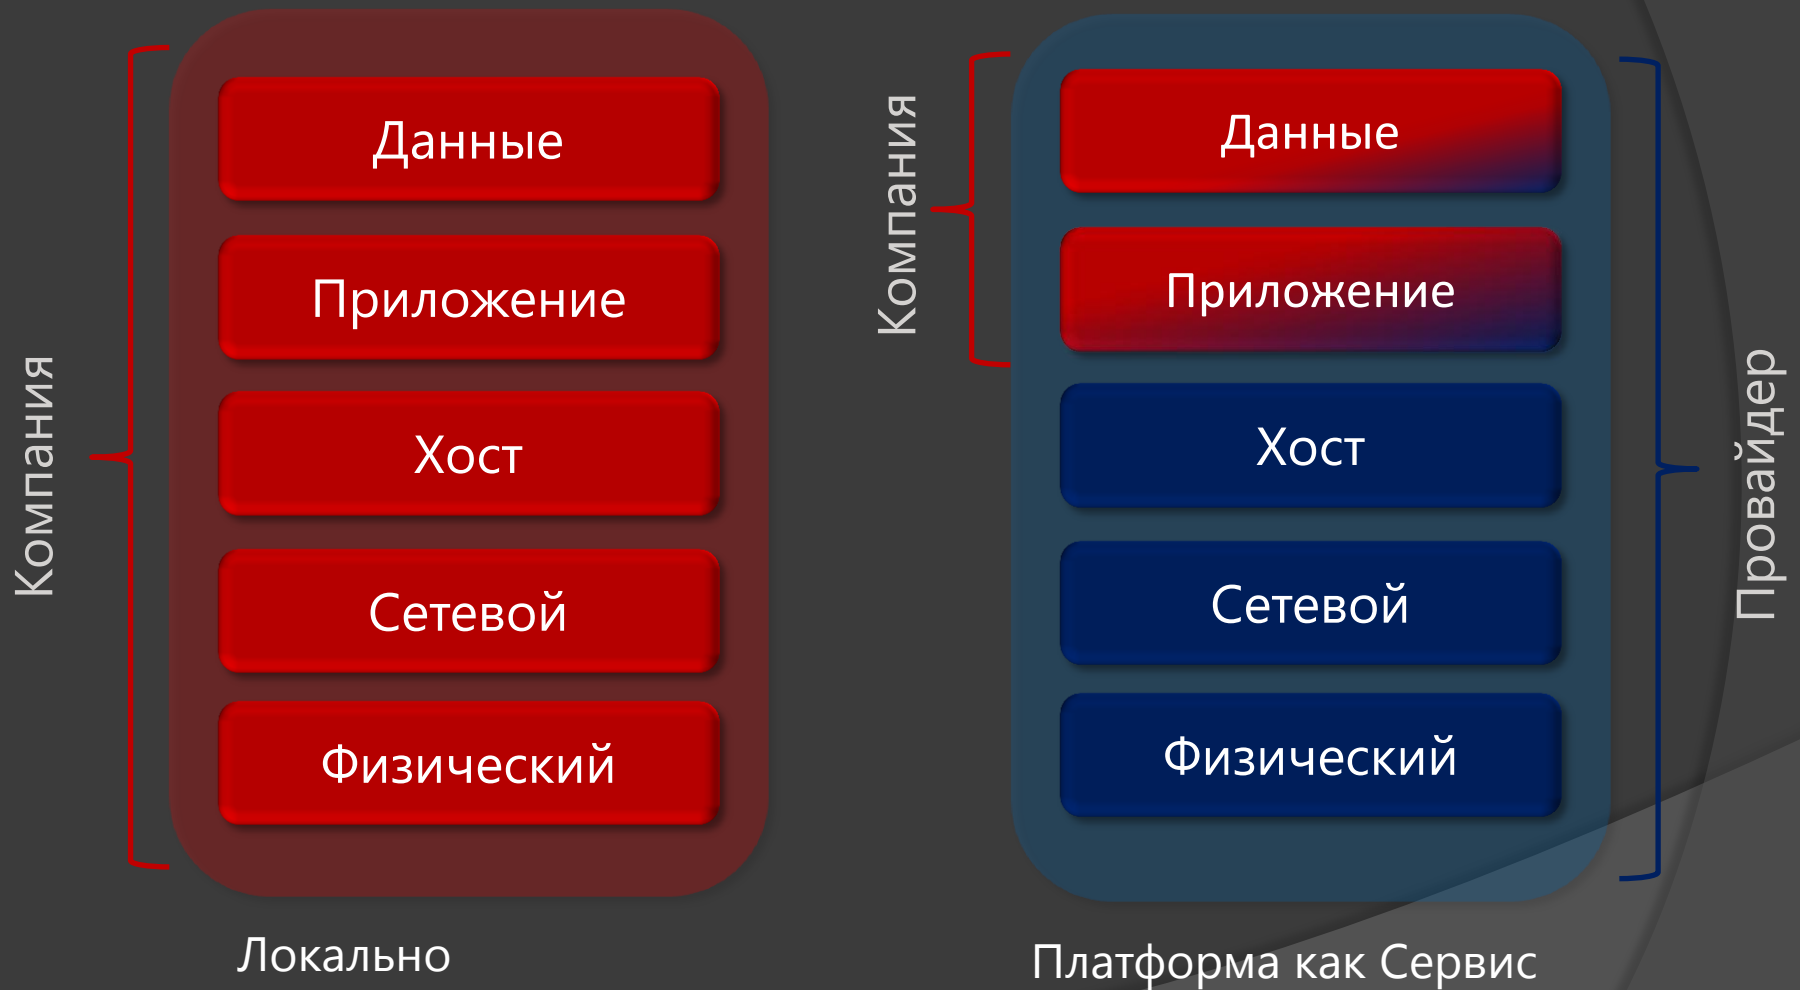 Компания
Данные
Приложение
Хост
Сетевой
Физический
Локально
Компания
Данные
Приложение
Хост
Сетевой
Физический
Провайдер
Платформа как Сервис